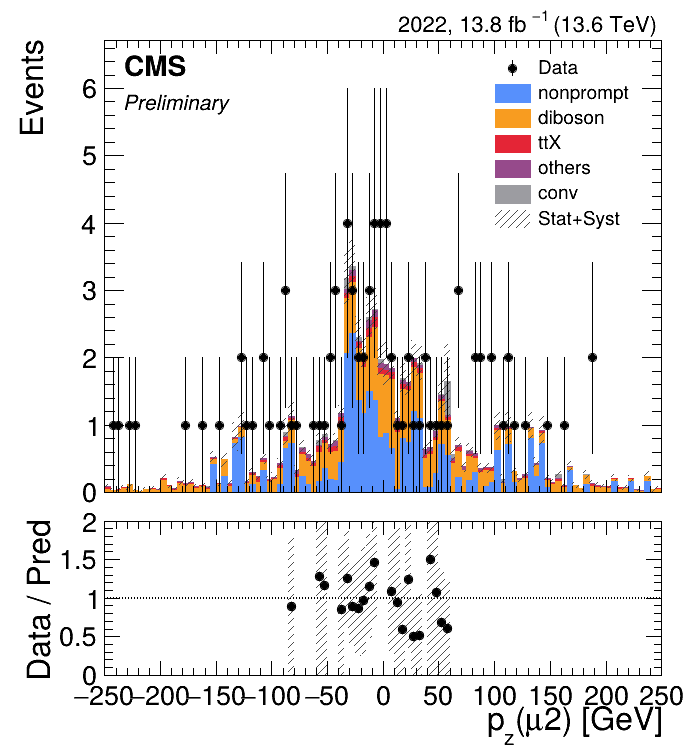 2022, 13.8 fb⁻¹ (13.6 TeV)
CMS
Preliminary
Events
Data
nonprompt
diboson
ttX
others
conv
Stat+Syst
6
5
4
3
2
1
0
Data / Pred
2
1.5
1
0.5
0
−250 −200 −150 −100 −50 0 50 100 150 200 250
p_z(μ2) [GeV]